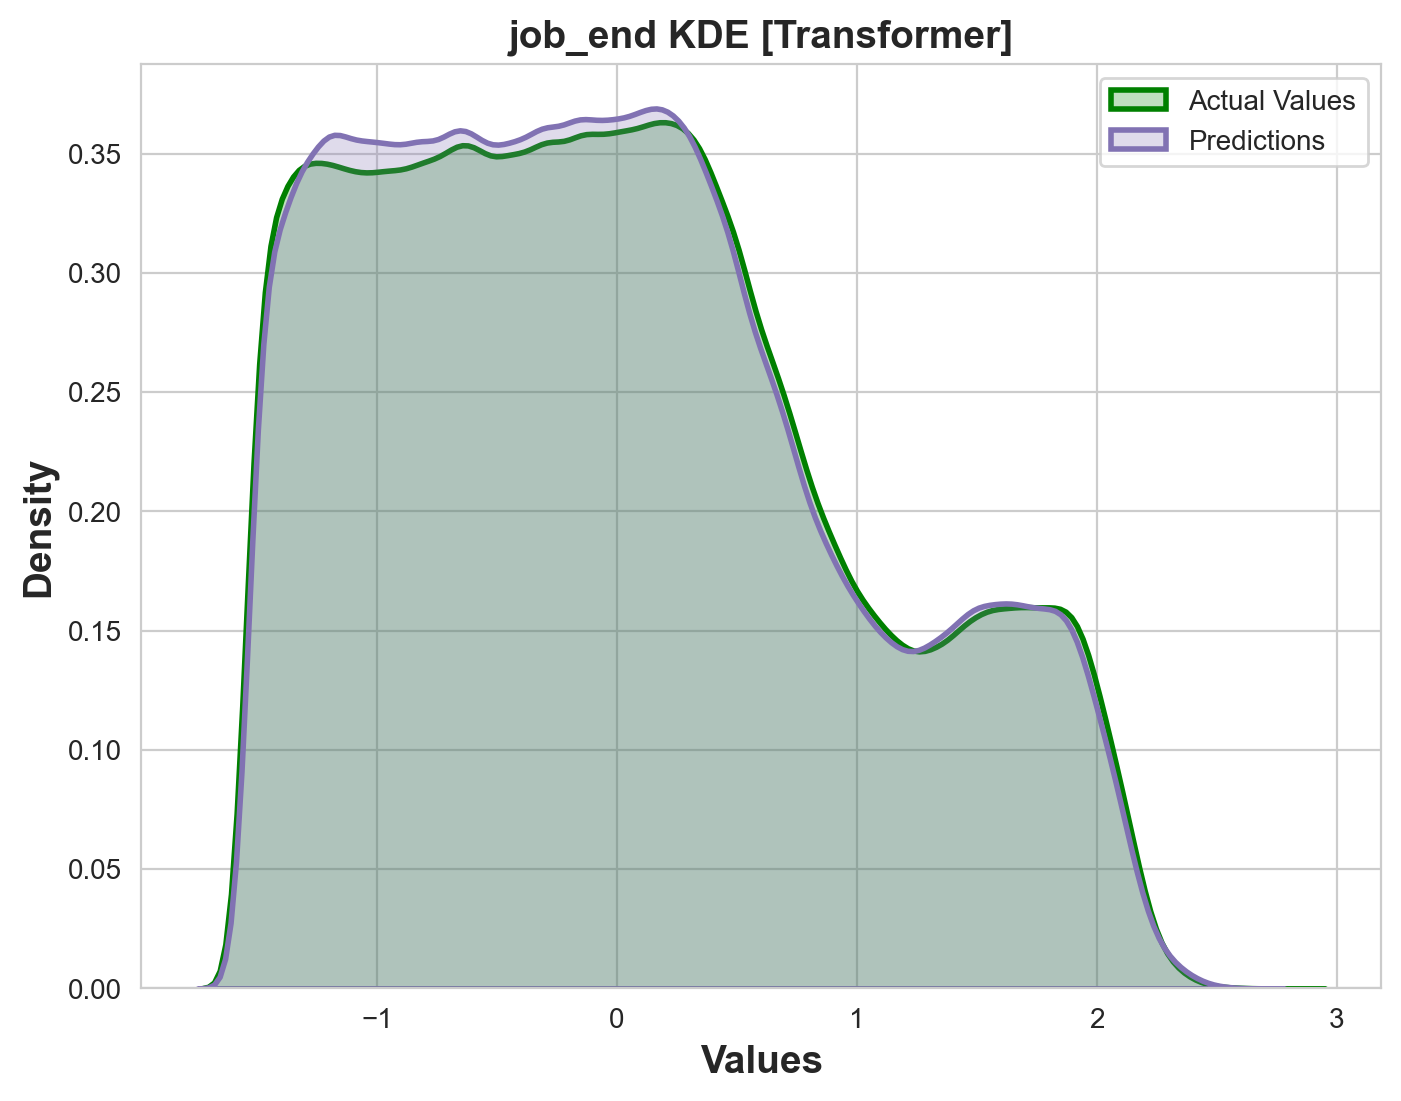 job_end KDE [Transformer]
Actual Values
Predictions
0.35
0.30
0.25
0.20
0.15
0.10
0.05
0.00
Density
−1
0
1
2
3
Values